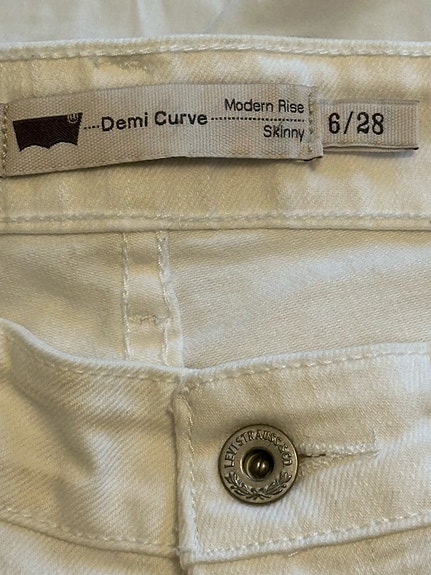 Demi Curve
Modern Rise
Skinny
6/28
LEVI STRAUSS & CO.